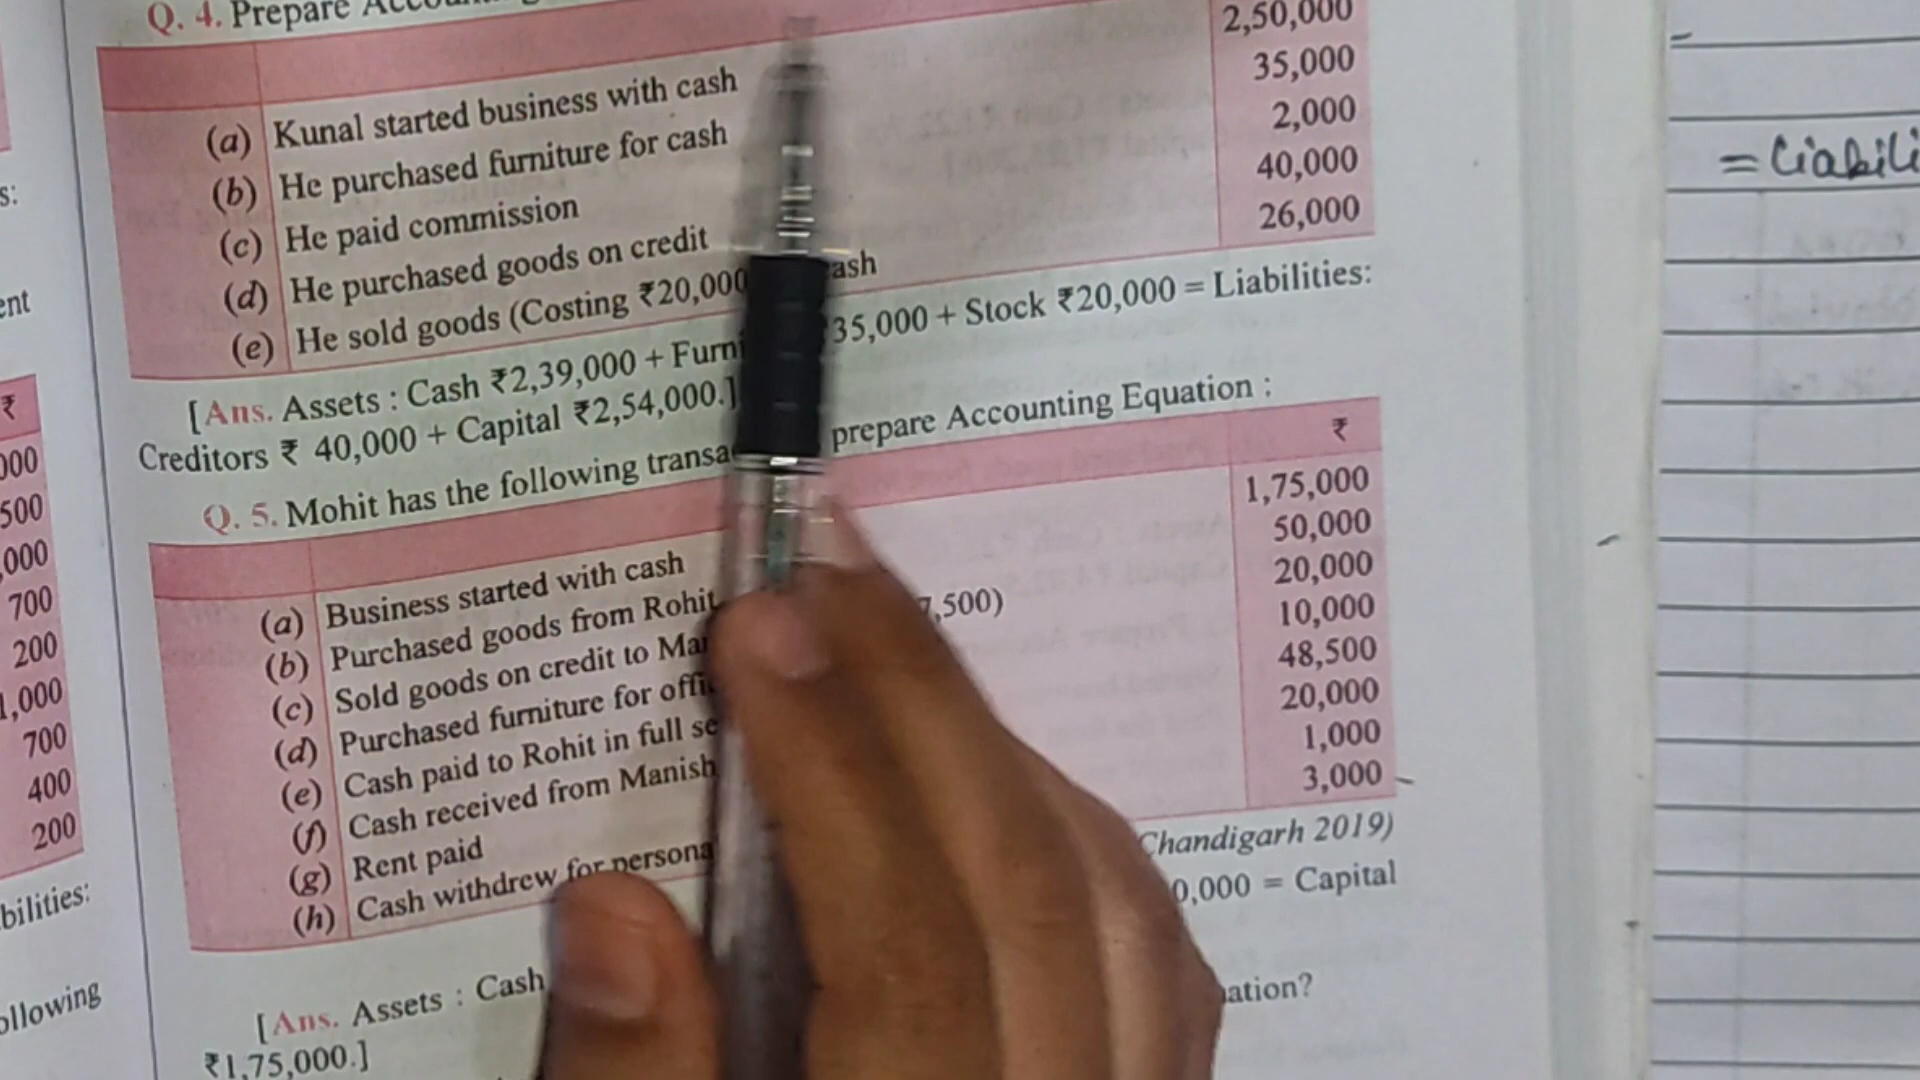 Q. 4. Prepare
2,50,000
(a) Kunal started business with cash 35,000
(b) He purchased furniture for cash 2,000
(c) He paid commission 40,000
(d) He purchased goods on credit 26,000
(e) He sold goods (Costing ₹20,000 ash
[Ans. Assets : Cash ₹2,39,000 + Furni 35,000 + Stock ₹20,000 = Liabilities:
Creditors ₹ 40,000 + Capital ₹2,54,000.]
Q. 5. Mohit has the following transa prepare Accounting Equation :
₹
(a) Business started with cash 1,75,000
(b) Purchased goods from Rohit 50,000
(c) Sold goods on credit to Ma 7,500) 20,000
(d) Purchased furniture for offi 10,000
(e) Cash paid to Rohit in full se 48,500
(f) Cash received from Manish 20,000
(g) Rent paid 1,000
(h) Cash withdrew for persona 3,000
Chandigarh 2019)
[Ans. Assets : Cash 0,000 = Capital
₹1,75,000.]
ation?
s:
ent
₹
000
500
,000
700
200
1,000
700
400
200
bilities:
ollowing
= Liabili